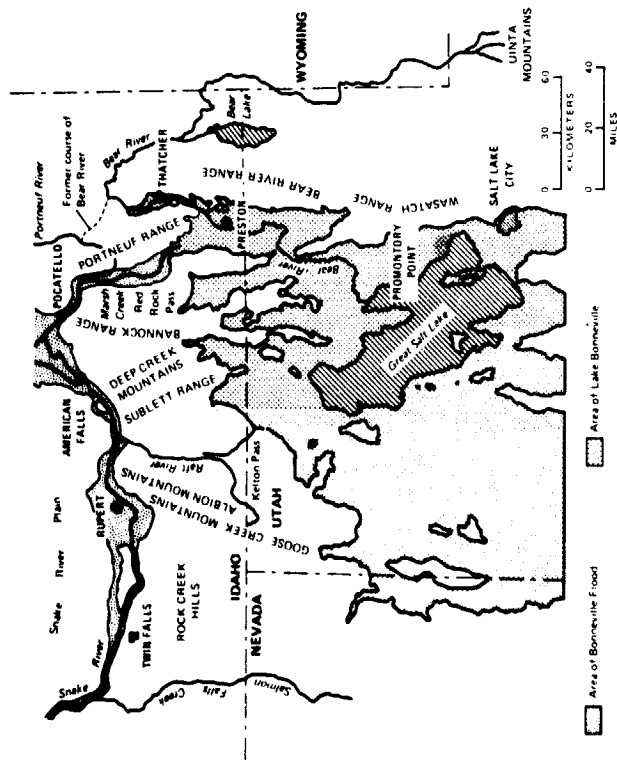 Snake River Plain
Portneuf River
Former course of
Bear River
POCATELLO
AMERICAN
FALLS
RUPERT
Snake
River
TWIN FALLS
ROCK CREEK
HILLS
Salmon
Falls
Creek
Raft River
GOOSE CREEK MOUNTAINS
ALBION MOUNTAINS
SUBLETT RANGE
DEEP CREEK
MOUNTAINS
BANNOCK RANGE
Marsh
Creek
Red
Rock
Pass
PORTNEUF RANGE
Bear River
THATCHER
PRESTON
BEAR RIVER RANGE
Bear
Lake
WYOMING
IDAHO
NEVADA
UTAH
Kelton Pass
Bear
River
WASATCH RANGE
PROMONTORY
POINT
Great Salt Lake
SALT LAKE
CITY
UINTA
MOUNTAINS
0 30 60
KILOMETERS
0 20 40
MILES
Area of Bonneville Flood
Area of Lake Bonneville